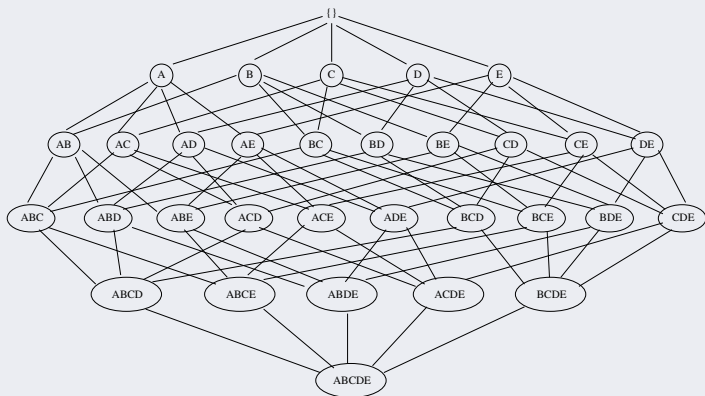 {}
A B C D E
AB AC AD AE BC BD BE CD CE DE
ABC ABD ABE ACD ACE ADE BCD BCE BDE CDE
ABCD ABCE ABDE ACDE BCDE
ABCDE